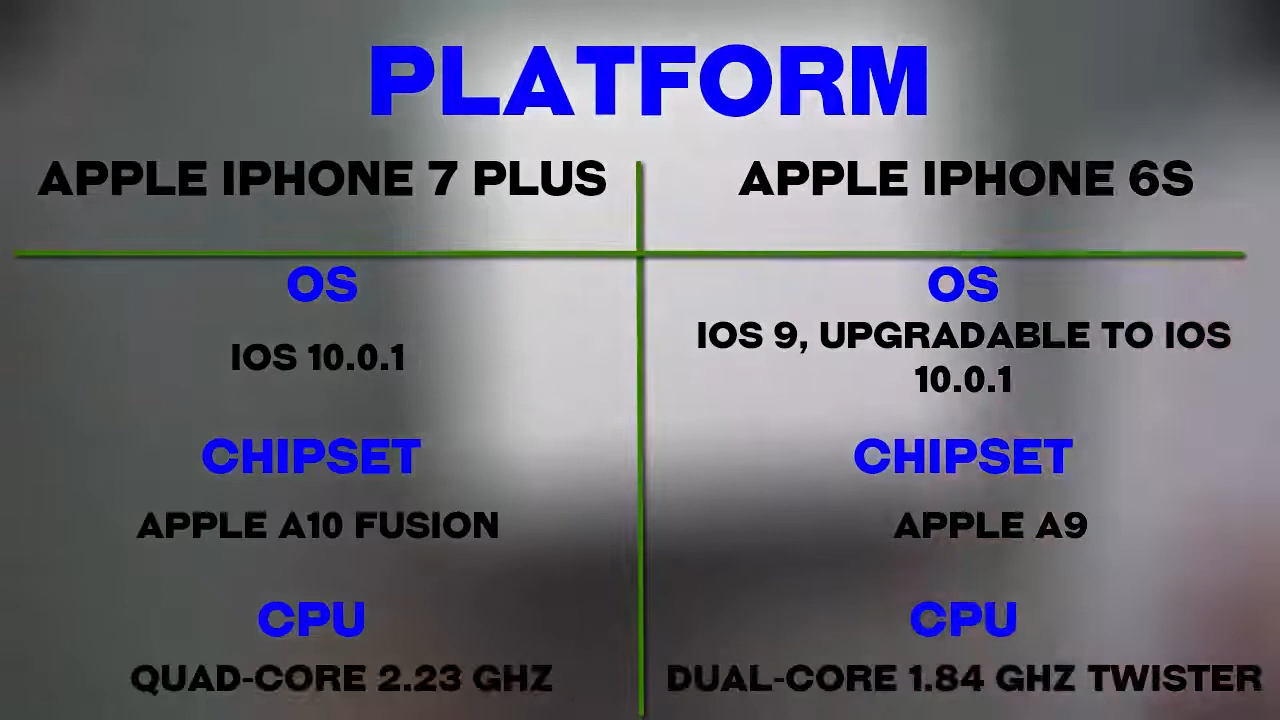 PLATFORM
APPLE IPHONE 7 PLUS
APPLE IPHONE 6S
OS
IOS 10.0.1
OS
IOS 9, UPGRADABLE TO IOS
10.0.1
CHIPSET
APPLE A10 FUSION
CHIPSET
APPLE A9
CPU
QUAD-CORE 2.23 GHZ
CPU
DUAL-CORE 1.84 GHZ TWISTER